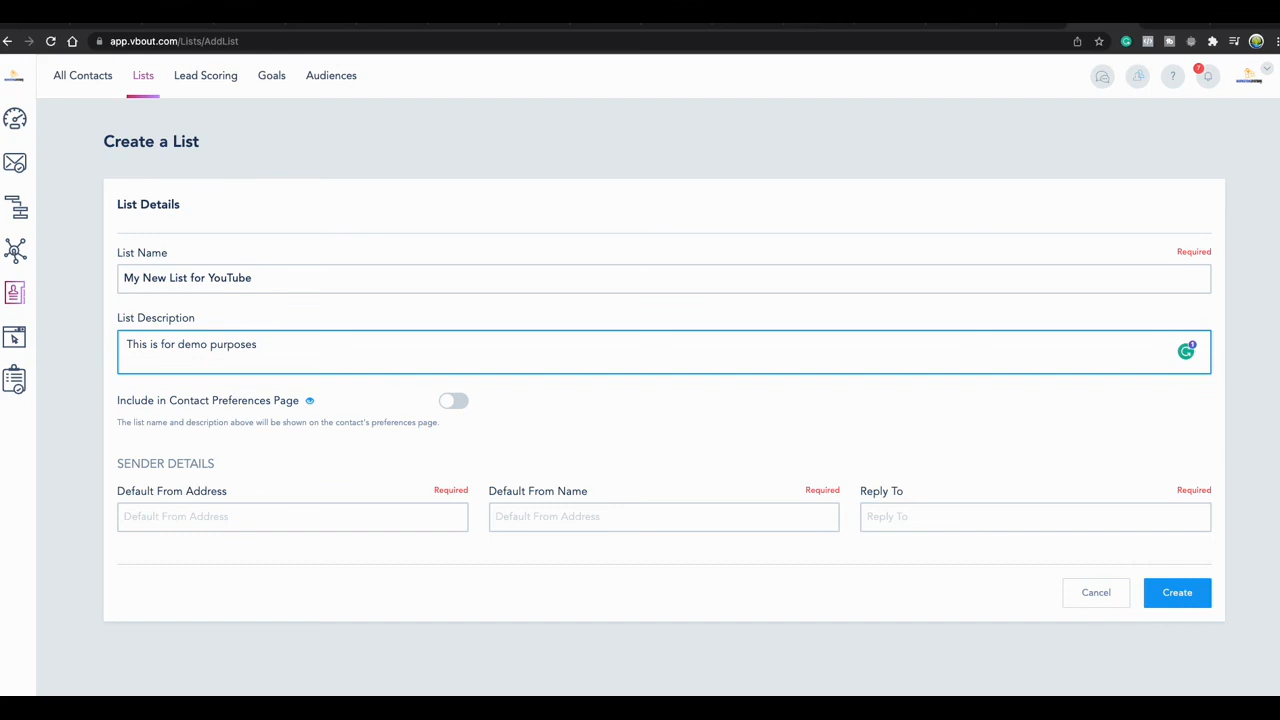 app.vbout.com/Lists/AddList
All Contacts Lists Lead Scoring Goals Audiences
? 7
Create a List
List Details
List Name Required
My New List for YouTube
List Description
This is for demo purposes
1
Include in Contact Preferences Page
The list name and description above will be shown on the contact's preferences page.
SENDER DETAILS
Default From Address Required Default From Name Required Reply To Required
Default From Address Default From Address Reply To
Cancel Create